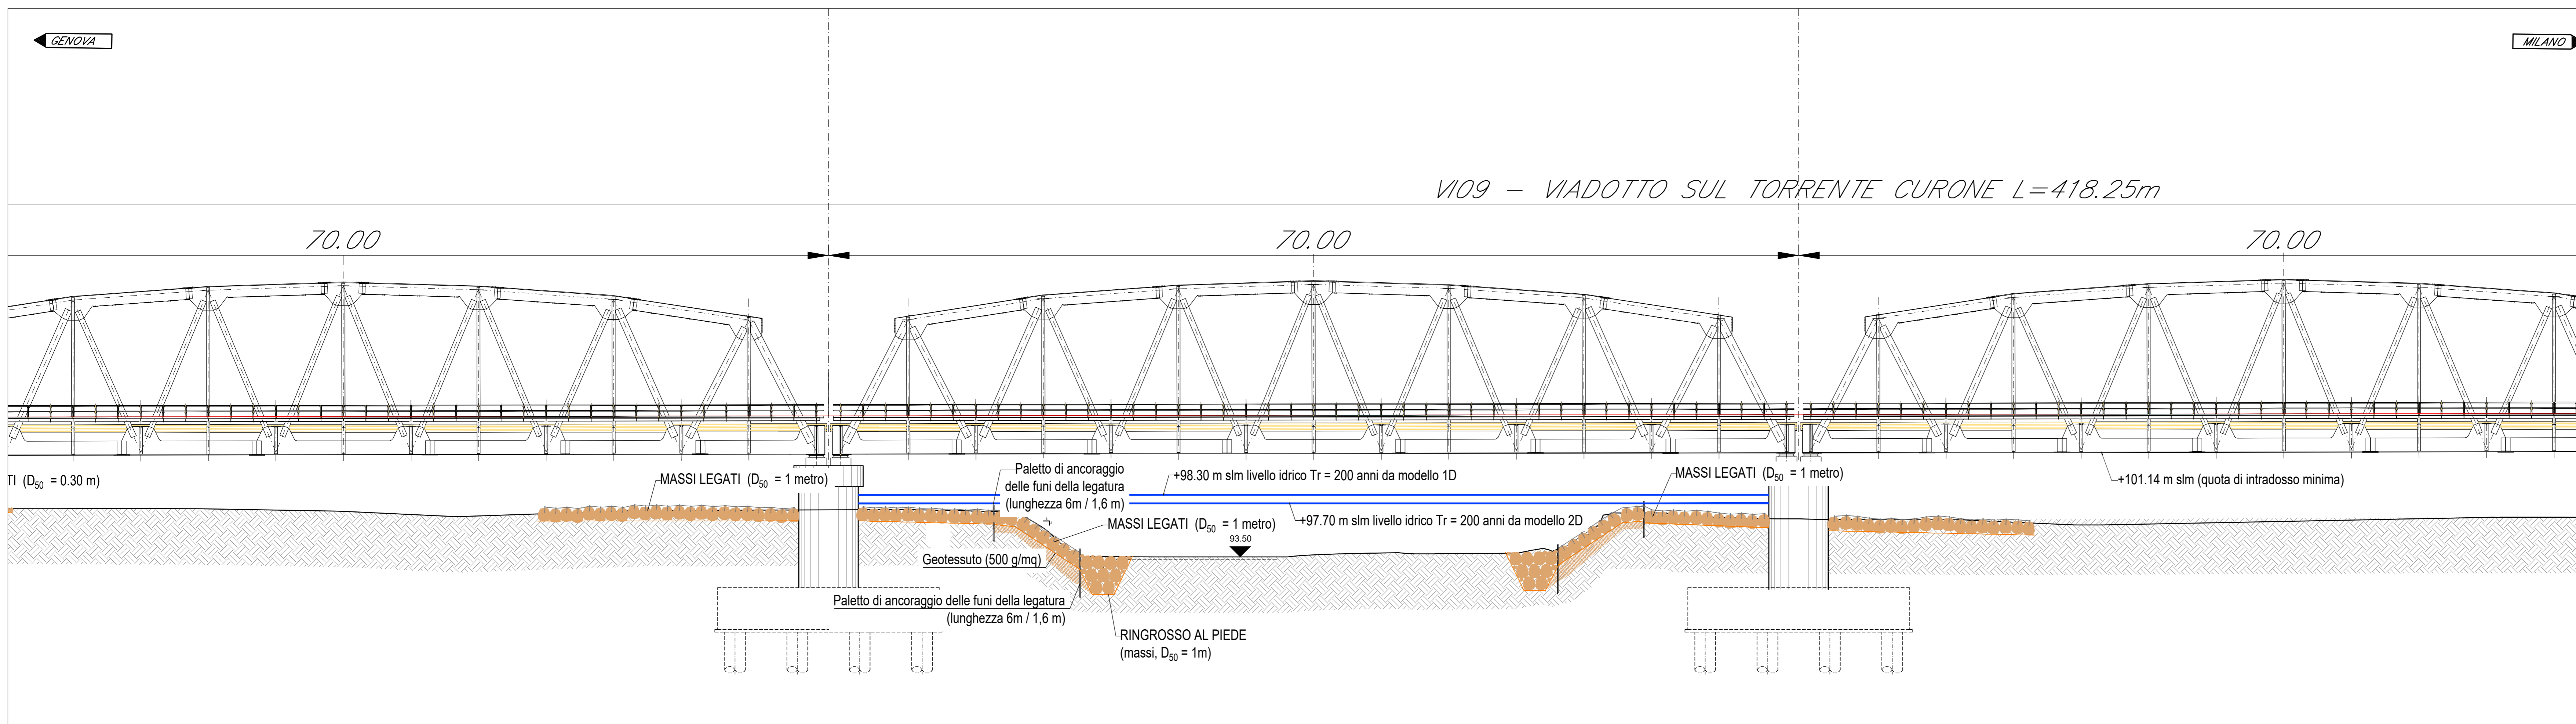 GENOVA
MILANO
VI09 – VIADOTTO SUL TORRENTE CURONE L=418.25m
70.00
70.00
70.00
TI (D50 = 0.30 m)
MASSI LEGATI (D50 = 1 metro)
Paletto di ancoraggio
delle funi della legatura
(lunghezza 6m / 1,6 m)
+98.30 m slm livello idrico Tr = 200 anni da modello 1D
MASSI LEGATI (D50 = 1 metro)
+101.14 m slm (quota di intradosso minima)
+97.70 m slm livello idrico Tr = 200 anni da modello 2D
MASSI LEGATI (D50 = 1 metro)
93.50
Geotessuto (500 g/mq)
Paletto di ancoraggio delle funi della legatura
(lunghezza 6m / 1,6 m)
RINGROSSO AL PIEDE
(massi, D50 = 1m)